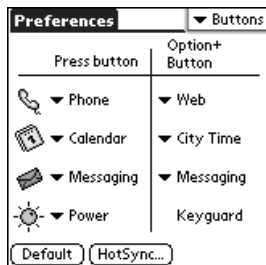 Preferences Buttons
Option+
Press button Button
Phone Web
Calendar City Time
Messaging Messaging
Power Keyguard
Default HotSync...